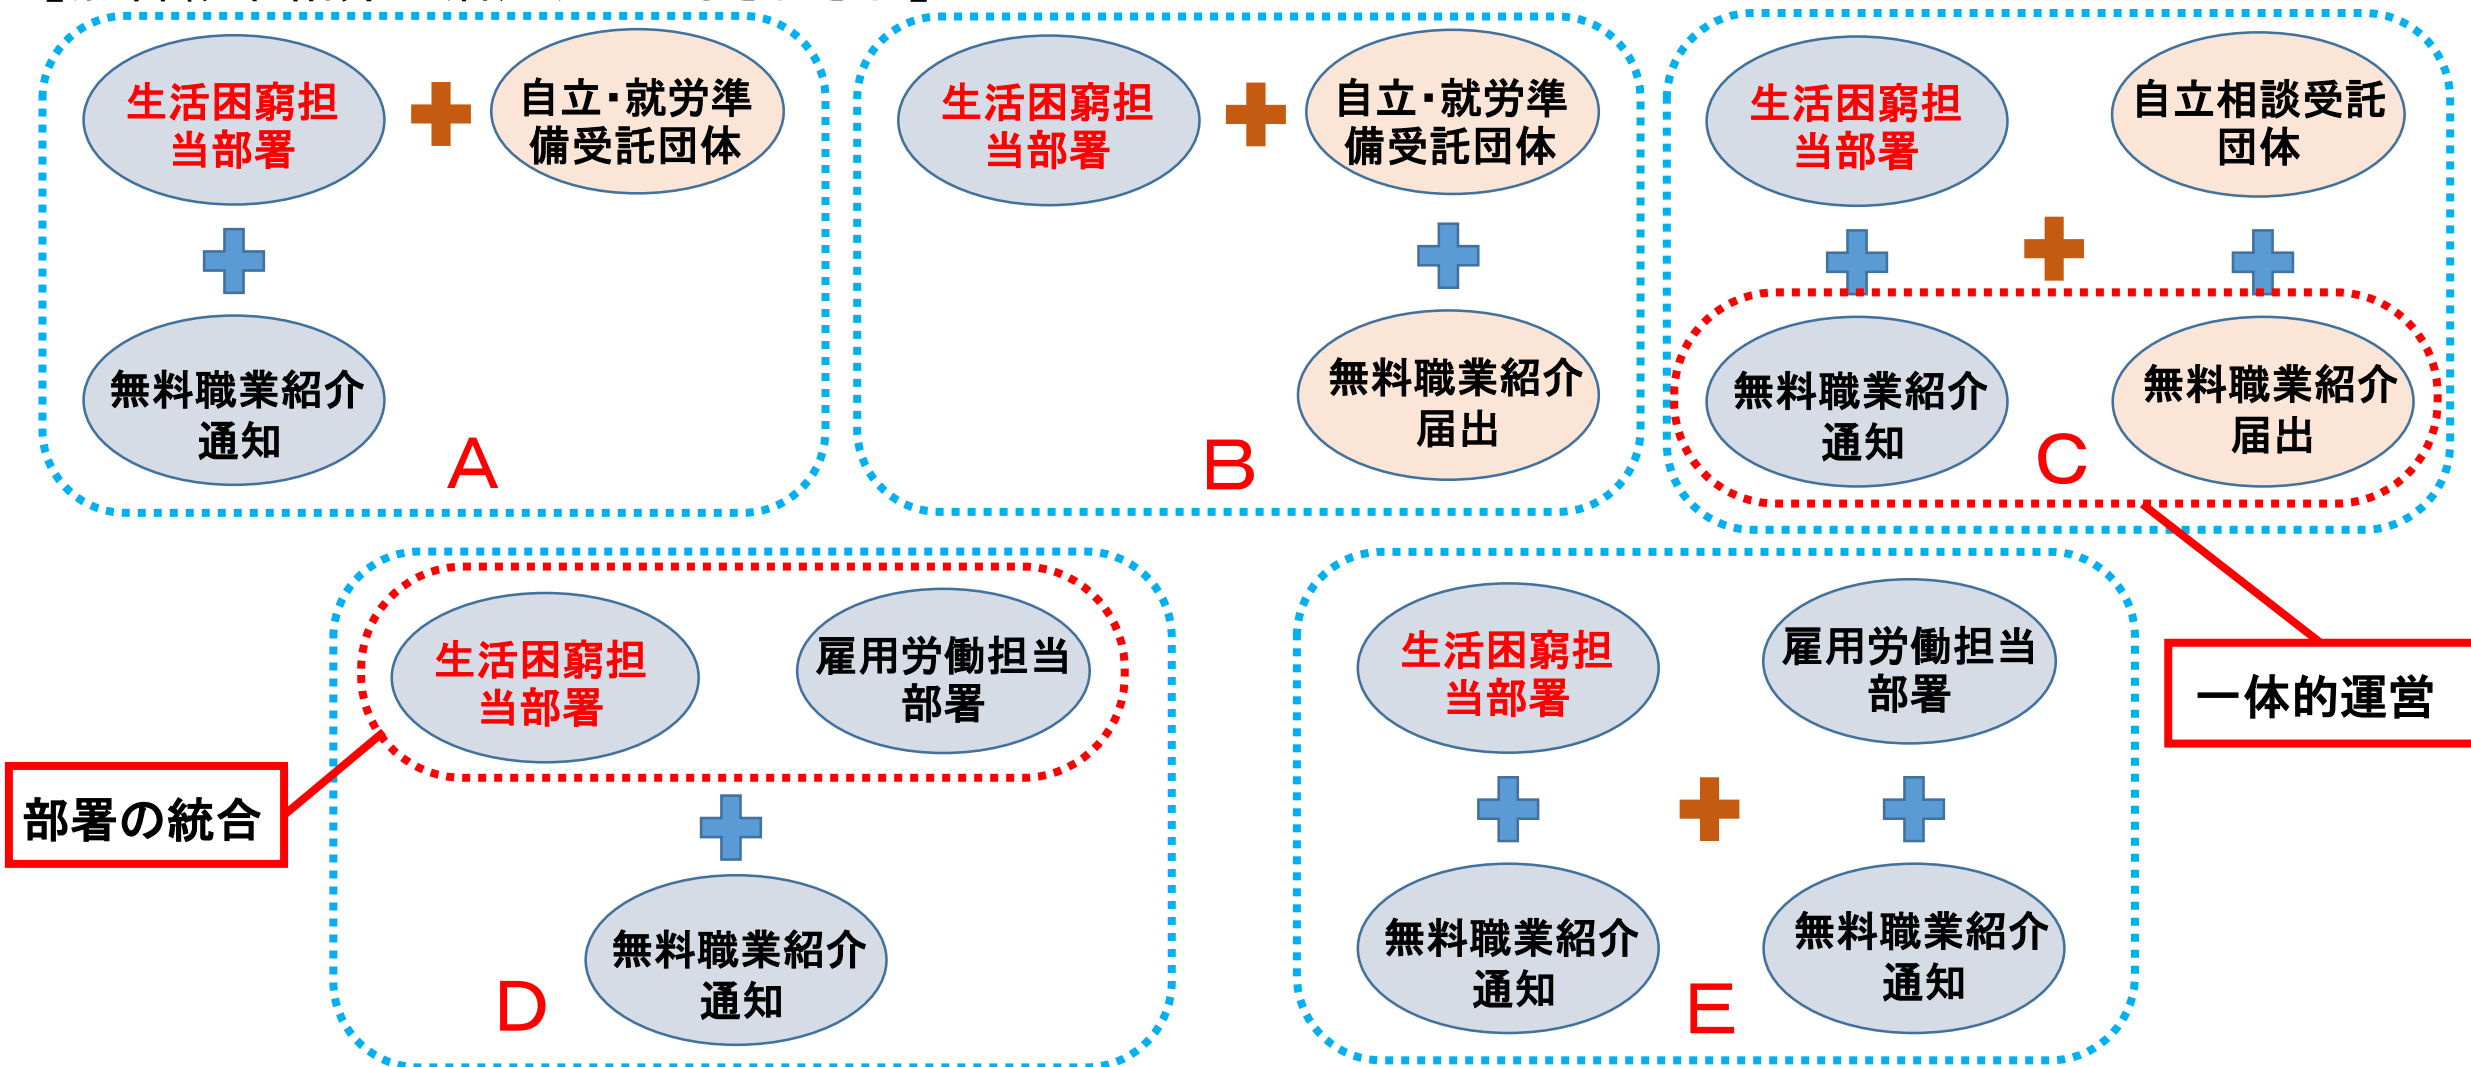 生活困窮担
当部署
自立・就労準
備受託団体
無料職業紹介
通知
A
生活困窮担
当部署
自立・就労準
備受託団体
無料職業紹介
届出
B
生活困窮担
当部署
自立相談受託
団体
無料職業紹介
通知
無料職業紹介
届出
C
一体的運営
生活困窮担
当部署
雇用労働担当
部署
部署の統合
無料職業紹介
通知
D
生活困窮担
当部署
雇用労働担当
部署
無料職業紹介
通知
無料職業紹介
通知
E